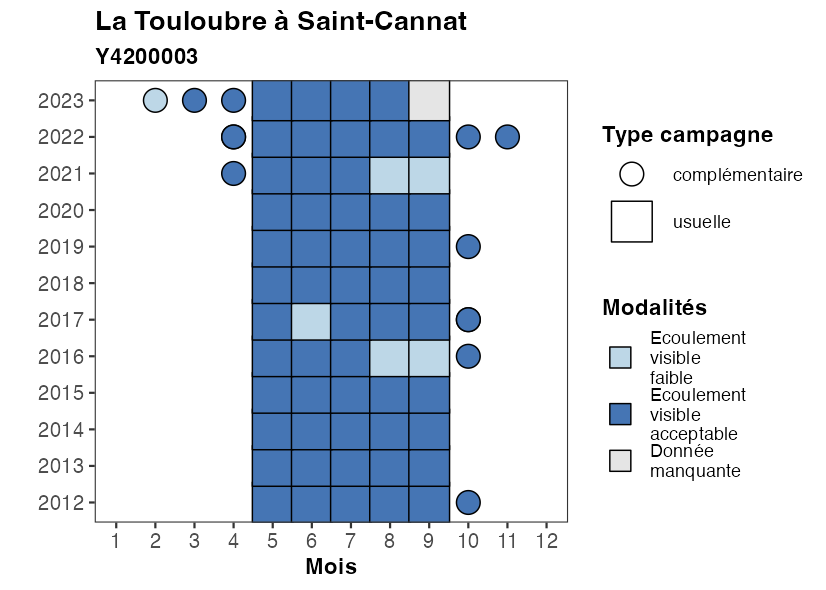 La Touloubre à Saint-Cannat
Y4200003
2023
2022
2021
2020
2019
2018
2017
2016
2015
2014
2013
2012
1 2 3 4 5 6 7 8 9 10 11 12
Mois
Type campagne
complémentaire
usuelle
Modalités
Ecoulement
visible
faible
Ecoulement
visible
acceptable
Donnée
manquante